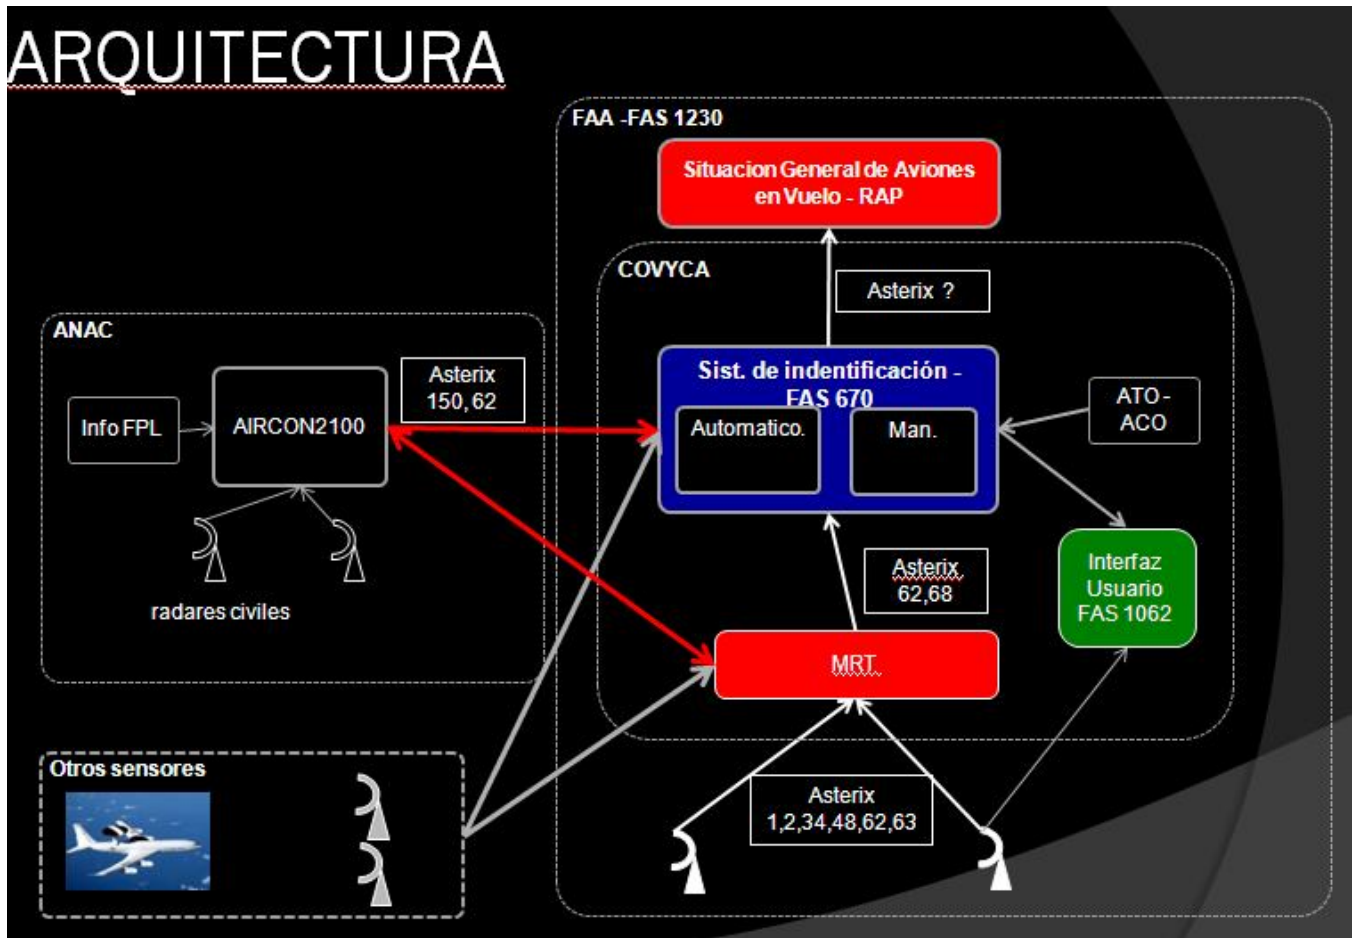 ARQUITECTURA
FAA -FAS 1230
Situacion General de Aviones
en Vuelo - RAP
COVYCA
Asterix ?
ANAC
Info FPL
AIRCON2100
Asterix
150, 62
radares civiles
Sist. de indentificación -
FAS 670
Automatico.
Man.
ATO -
ACO
Asterix
62,68
Interfaz
Usuario
FAS 1062
MRT
Otros sensores
Asterix
1,2,34,48,62,63